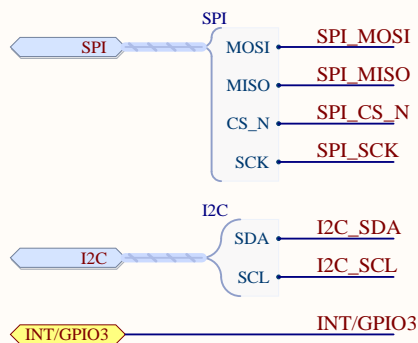 SPI
SPI
MOSI SPI_MOSI
MISO SPI_MISO
CS_N SPI_CS_N
SCK SPI_SCK
I2C
I2C
SDA I2C_SDA
SCL I2C_SCL
INT/GPIO3 INT/GPIO3